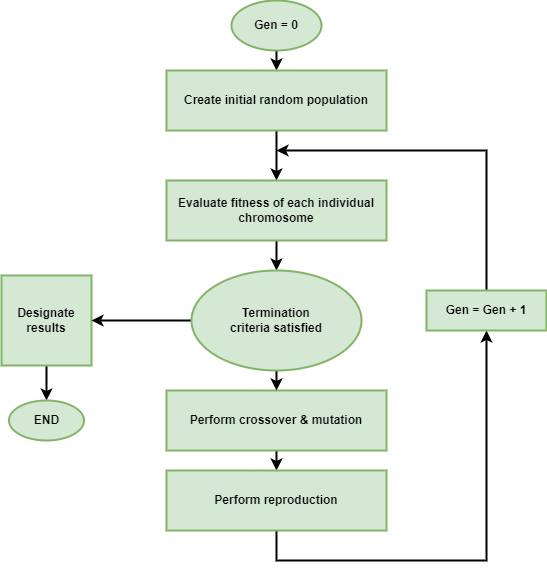 Gen = 0
Create initial random population
Evaluate fitness of each individual
chromosome
Termination
criteria satisfied
Designate
results
END
Gen = Gen + 1
Perform crossover & mutation
Perform reproduction